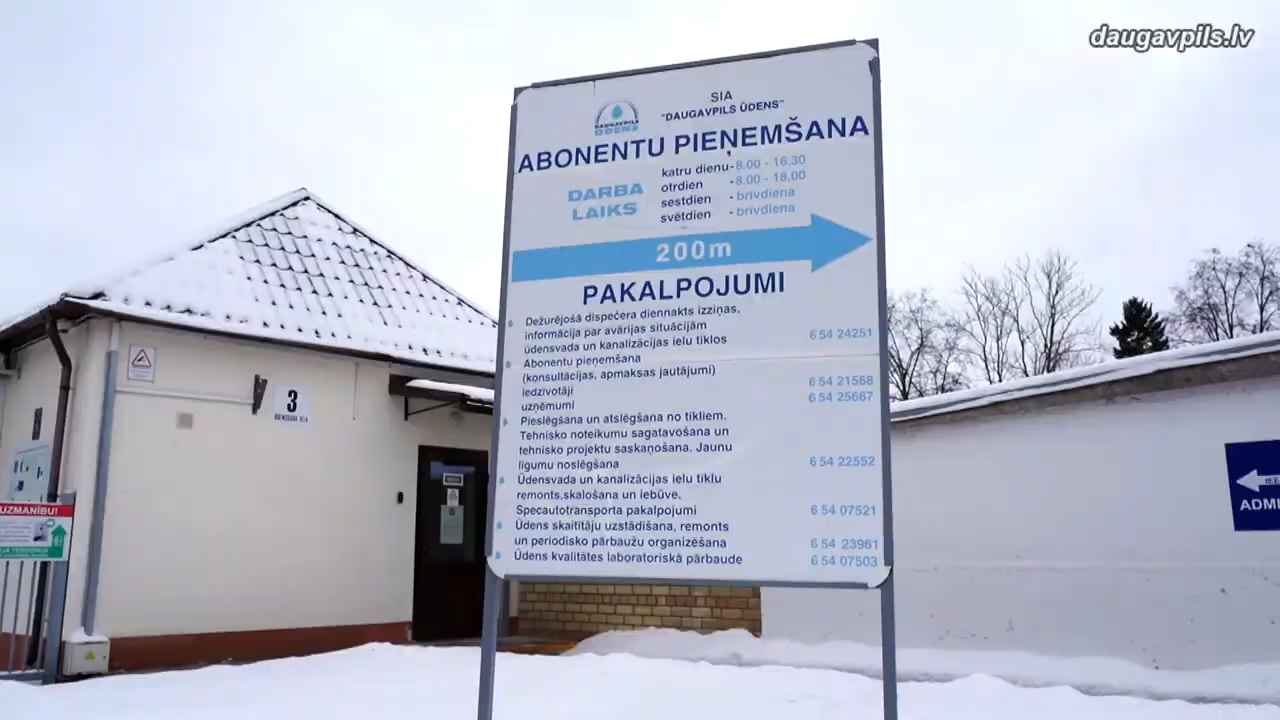 daugavpils.lv
SIA
"DAUGAVPILS ŪDENS"
DAUGAVPILS
ŪDENS
ABONENTU PIEŅEMŠANA
DARBA
LAIKS
katru dienu-8.00 - 16.30
otrdien -8.00 - 18.00
sestdien - brīvdiena
svētdien - brīvdiena
200m
PAKALPOJUMI
Dežurējošā dispečera diennakts izziņas,
informācija par avārijas situācijām
ūdensvada un kanalizācijas ielu tīklos 6 54 24251
Abonentu pieņemšana
(konsultācijas, apmaksas jautājumi)
iedzīvotāji 6 54 21568
uzņēmumi 6 54 25667
Pieslēgšana un atslēgšana no tīkliem.
Tehnisko noteikumu sagatavošana un
tehnisko projektu saskaņošana. Jaunu
līgumu noslēgšana 6 54 22552
Ūdensvada un kanalizācijas ielu tīklu
remonts,skalošana un iebūve.
Specautotransporta pakalpojumi 6 54 07521
Ūdens skaitītāju uzstādīšana, remonts
un periodisko pārbaužu organizēšana 6 54 23961
Ūdens kvalitātes laboratoriskā pārbaude 6 54 07503
3
UZMANĪBU!
ADMI